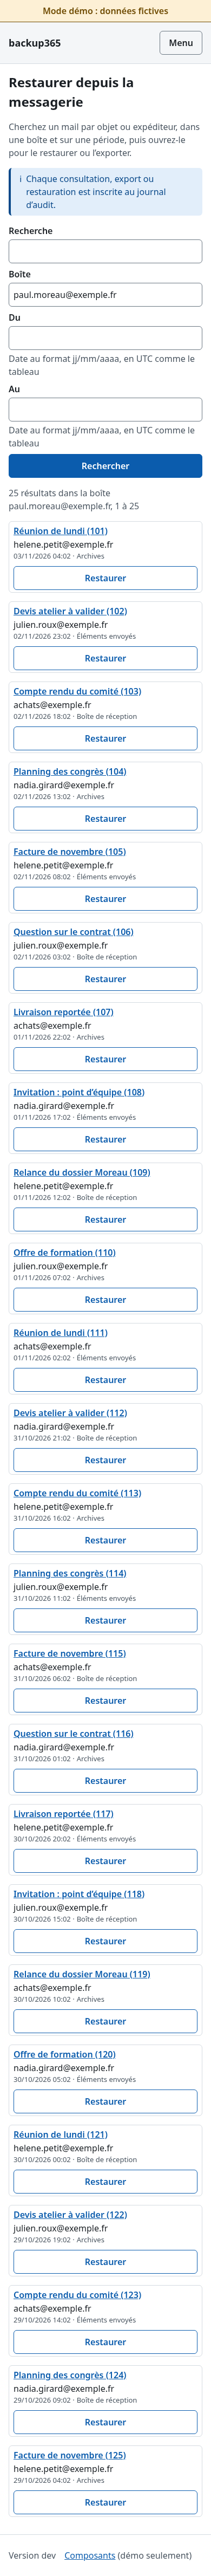 Mode démo : données fictives
backup365
Menu
Restaurer depuis la
messagerie
Cherchez un mail par objet ou expéditeur, dans
une boîte et sur une période, puis ouvrez-le
pour le restaurer ou l’exporter.
i Chaque consultation, export ou
restauration est inscrite au journal
d’audit.
Recherche
Boîte
paul.moreau@exemple.fr
Du
Date au format jj/mm/aaaa, en UTC comme le
tableau
Au
Date au format jj/mm/aaaa, en UTC comme le
tableau
Rechercher
25 résultats dans la boîte
paul.moreau@exemple.fr, 1 à 25
Réunion de lundi (101)
helene.petit@exemple.fr
03/11/2026 04:02 · Archives
Restaurer
Devis atelier à valider (102)
julien.roux@exemple.fr
02/11/2026 23:02 · Éléments envoyés
Restaurer
Compte rendu du comité (103)
achats@exemple.fr
02/11/2026 18:02 · Boîte de réception
Restaurer
Planning des congrès (104)
nadia.girard@exemple.fr
02/11/2026 13:02 · Archives
Restaurer
Facture de novembre (105)
helene.petit@exemple.fr
02/11/2026 08:02 · Éléments envoyés
Restaurer
Question sur le contrat (106)
julien.roux@exemple.fr
02/11/2026 03:02 · Boîte de réception
Restaurer
Livraison reportée (107)
achats@exemple.fr
01/11/2026 22:02 · Archives
Restaurer
Invitation : point d’équipe (108)
nadia.girard@exemple.fr
01/11/2026 17:02 · Éléments envoyés
Restaurer
Relance du dossier Moreau (109)
helene.petit@exemple.fr
01/11/2026 12:02 · Boîte de réception
Restaurer
Offre de formation (110)
julien.roux@exemple.fr
01/11/2026 07:02 · Archives
Restaurer
Réunion de lundi (111)
achats@exemple.fr
01/11/2026 02:02 · Éléments envoyés
Restaurer
Devis atelier à valider (112)
nadia.girard@exemple.fr
31/10/2026 21:02 · Boîte de réception
Restaurer
Compte rendu du comité (113)
helene.petit@exemple.fr
31/10/2026 16:02 · Archives
Restaurer
Planning des congrès (114)
julien.roux@exemple.fr
31/10/2026 11:02 · Éléments envoyés
Restaurer
Facture de novembre (115)
achats@exemple.fr
31/10/2026 06:02 · Boîte de réception
Restaurer
Question sur le contrat (116)
nadia.girard@exemple.fr
31/10/2026 01:02 · Archives
Restaurer
Livraison reportée (117)
helene.petit@exemple.fr
30/10/2026 20:02 · Éléments envoyés
Restaurer
Invitation : point d’équipe (118)
julien.roux@exemple.fr
30/10/2026 15:02 · Boîte de réception
Restaurer
Relance du dossier Moreau (119)
achats@exemple.fr
30/10/2026 10:02 · Archives
Restaurer
Offre de formation (120)
nadia.girard@exemple.fr
30/10/2026 05:02 · Éléments envoyés
Restaurer
Réunion de lundi (121)
helene.petit@exemple.fr
30/10/2026 00:02 · Boîte de réception
Restaurer
Devis atelier à valider (122)
julien.roux@exemple.fr
29/10/2026 19:02 · Archives
Restaurer
Compte rendu du comité (123)
achats@exemple.fr
29/10/2026 14:02 · Éléments envoyés
Restaurer
Planning des congrès (124)
nadia.girard@exemple.fr
29/10/2026 09:02 · Boîte de réception
Restaurer
Facture de novembre (125)
helene.petit@exemple.fr
29/10/2026 04:02 · Archives
Restaurer
Version dev Composants (démo seulement)